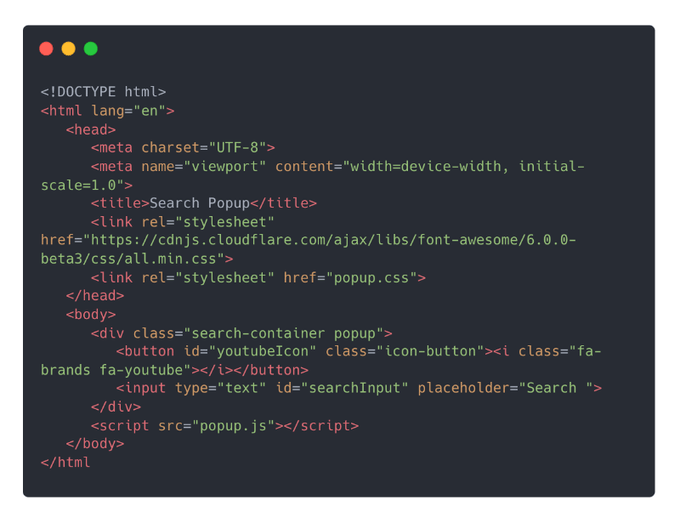 <!DOCTYPE html>
<html lang="en">
   <head>
      <meta charset="UTF-8">
      <meta name="viewport" content="width=device-width, initial-
scale=1.0">
      <title>Search Popup</title>
      <link rel="stylesheet"
href="https://cdnjs.cloudflare.com/ajax/libs/font-awesome/6.0.0-
beta3/css/all.min.css">
      <link rel="stylesheet" href="popup.css">
   </head>
   <body>
      <div class="search-container popup">
         <button id="youtubeIcon" class="icon-button"><i class="fa-
brands fa-youtube"></i></button>
         <input type="text" id="searchInput" placeholder="Search ">
      </div>
      <script src="popup.js"></script>
   </body>
</html